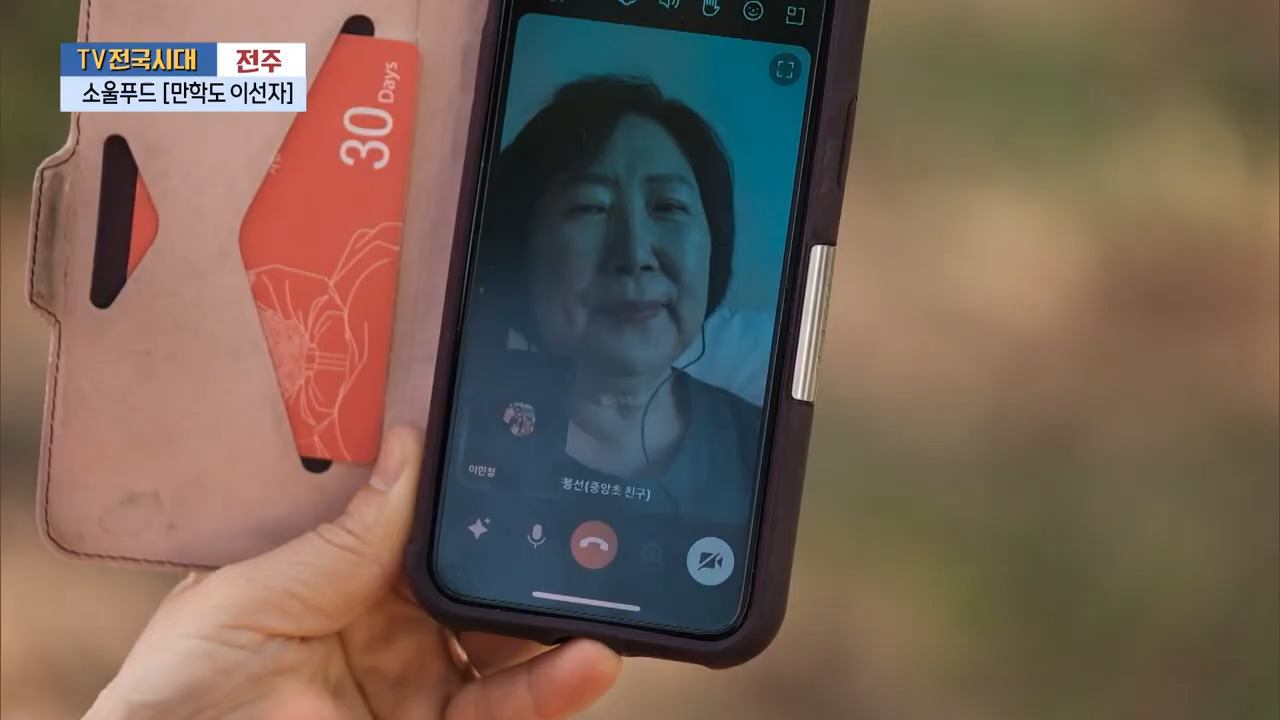 TV전국시대 전주
소울푸드 [만학도 이선자]
30 Days
이민정
봉선(중앙초 친구)